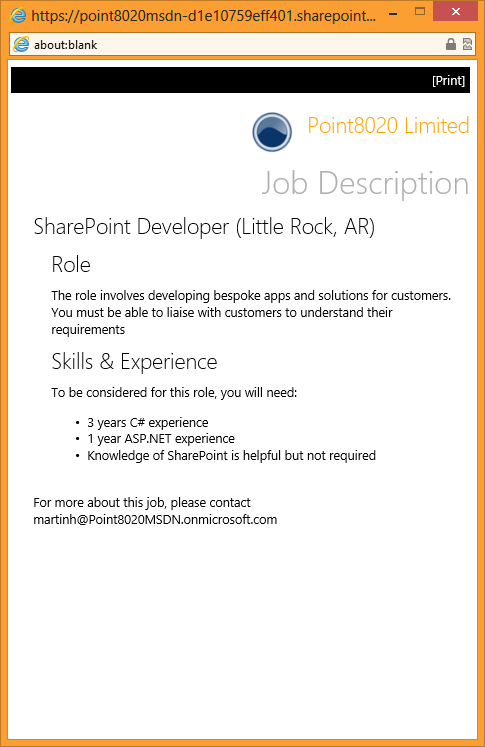 https://point8020msdn-d1e10759eff401.sharepoint...
about:blank
[Print]
Point8020 Limited
Job Description
SharePoint Developer (Little Rock, AR)
Role
The role involves developing bespoke apps and solutions for customers.
You must be able to liaise with customers to understand their
requirements
Skills & Experience
To be considered for this role, you will need:
• 3 years C# experience
• 1 year ASP.NET experience
• Knowledge of SharePoint is helpful but not required
For more about this job, please contact
martinh@Point8020MSDN.onmicrosoft.com